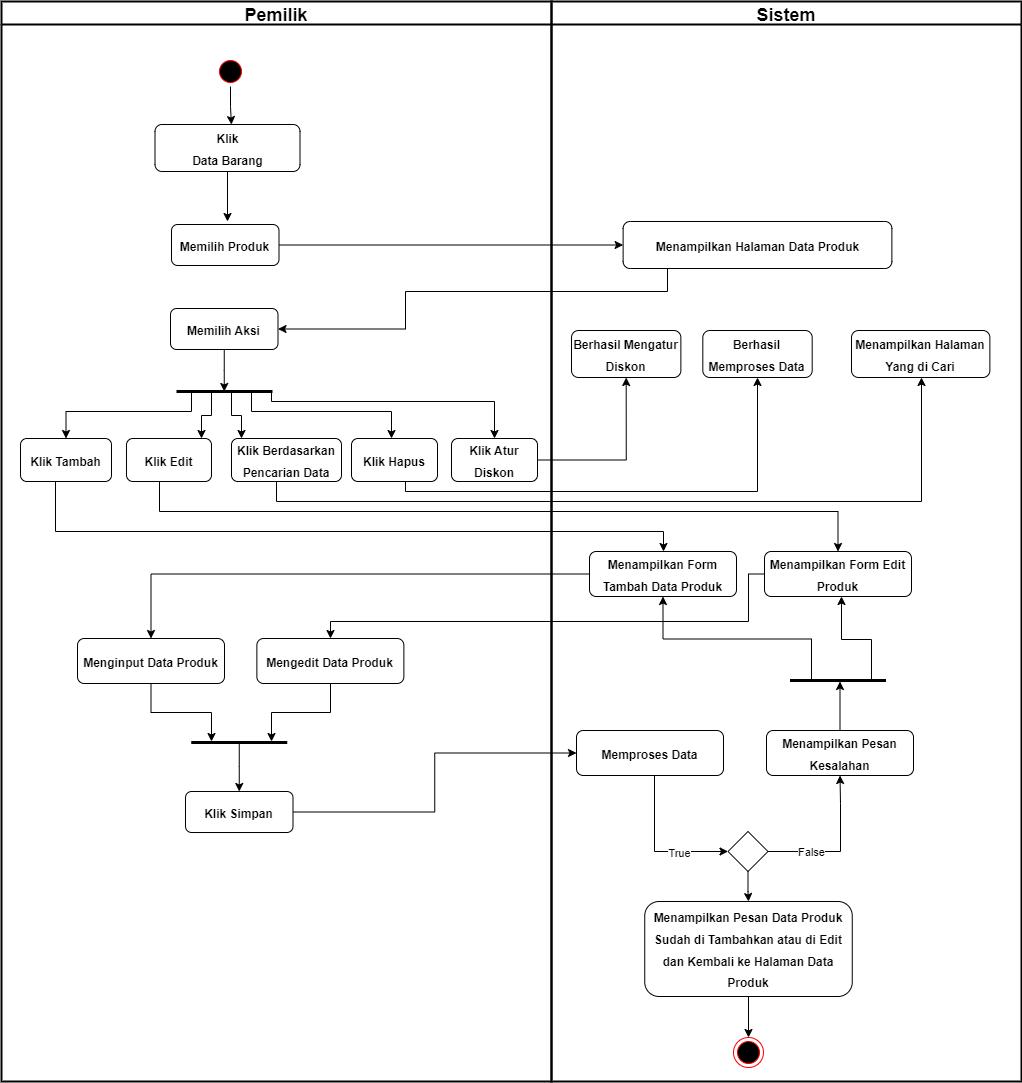 Pemilik
Sistem
Klik
Data Barang
Memilih Produk
Menampilkan Halaman Data Produk
Memilih Aksi
Berhasil Mengatur
Diskon
Berhasil
Memproses Data
Menampilkan Halaman
Yang di Cari
Klik Tambah
Klik Edit
Klik Berdasarkan
Pencarian Data
Klik Hapus
Klik Atur
Diskon
Menampilkan Form
Tambah Data Produk
Menampilkan Form Edit
Produk
Menginput Data Produk
Mengedit Data Produk
Memproses Data
Menampilkan Pesan
Kesalahan
Klik Simpan
True
False
Menampilkan Pesan Data Produk
Sudah di Tambahkan atau di Edit
dan Kembali ke Halaman Data
Produk